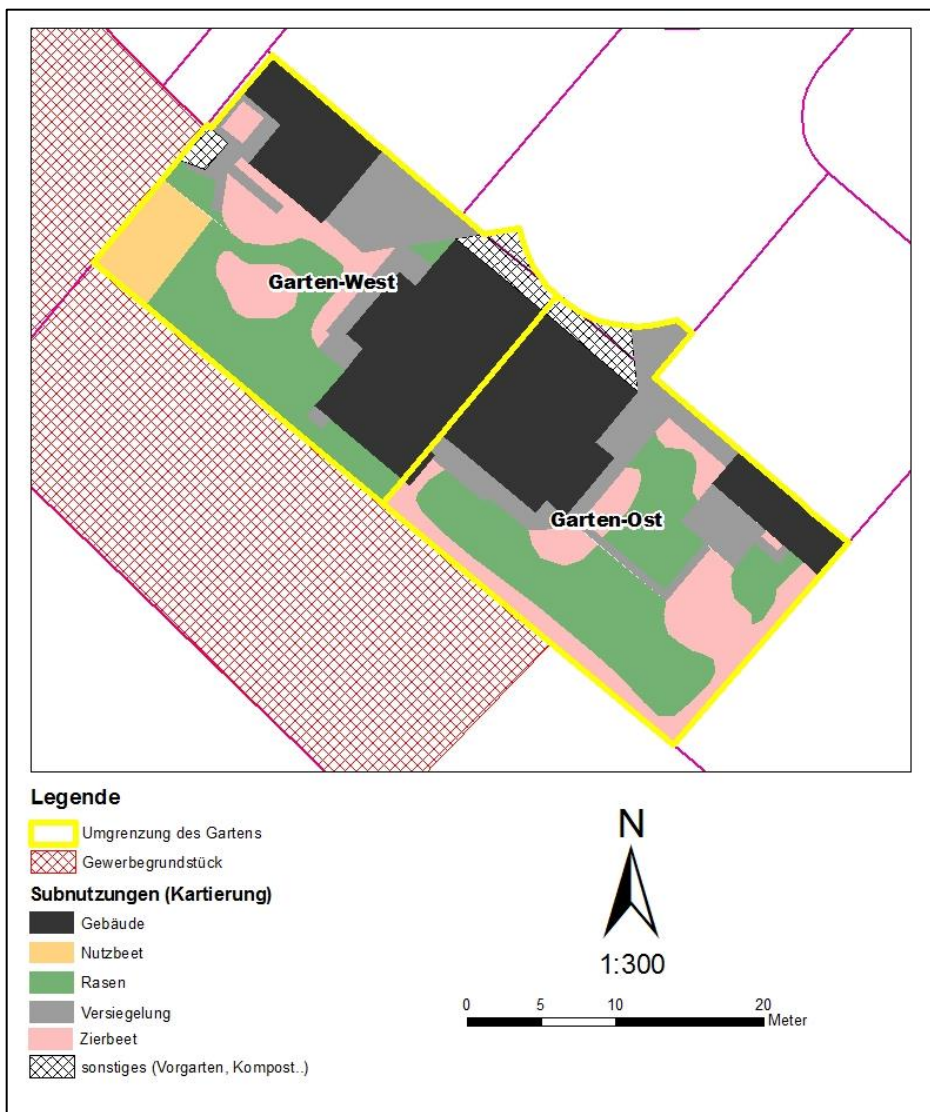 Garten-West
Garten-Ost
Legende
Umgrenzung des Gartens
Gewerbegrundstück
Subnutzungen (Kartierung)
Gebäude
Nutzbeet
Rasen
Versiegelung
Zierbeet
sonstiges (Vorgarten, Kompost..)
N
1:300
0 5 10 20
Meter